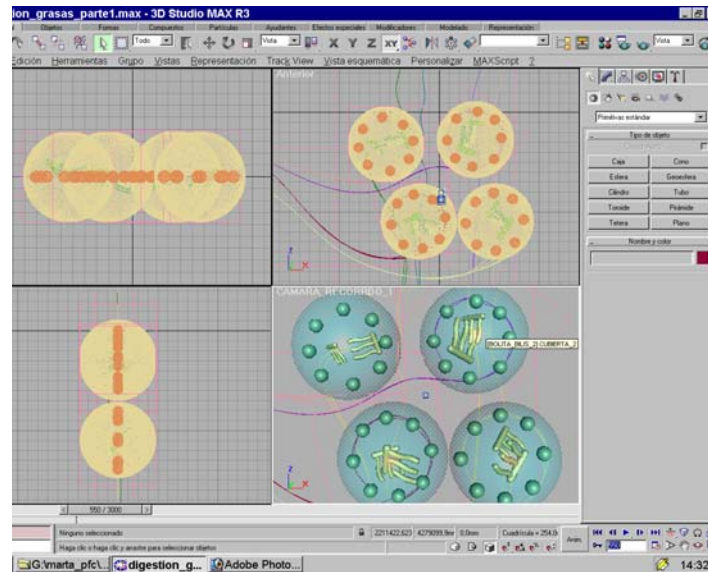 ion_grasas_parte1.max - 3D Studio MAX R3
Objetos Formas Compuestos Partículas Ayudantes Efectos especiales Modificadores Modelado Representación
Todo Vista X Y Z XY Vista
Edición Herramientas Grupo Vistas Representación Track View Vista esquemática Personalizar MAXScript ?
Anterior
Primitivas estándar
Tipo de objeto
Caja Cono
Esfera Geoesfera
Cilindro Tubo
Toroide Pirámide
Tetera Plano
Nombre y color
z
x
CAMARA_RECORRIDO_1
[BOLITA_BILIS_2] CUBIERTA_2
z
x
550 / 3000
Ninguno seleccionado
0,0mm Cuadrícula = 254,0
Haga clic o haga clic y arrastre para seleccionar objetos
Anim.
G:\marta_pfc\... digestion_g... Adobe Photo... 14:32